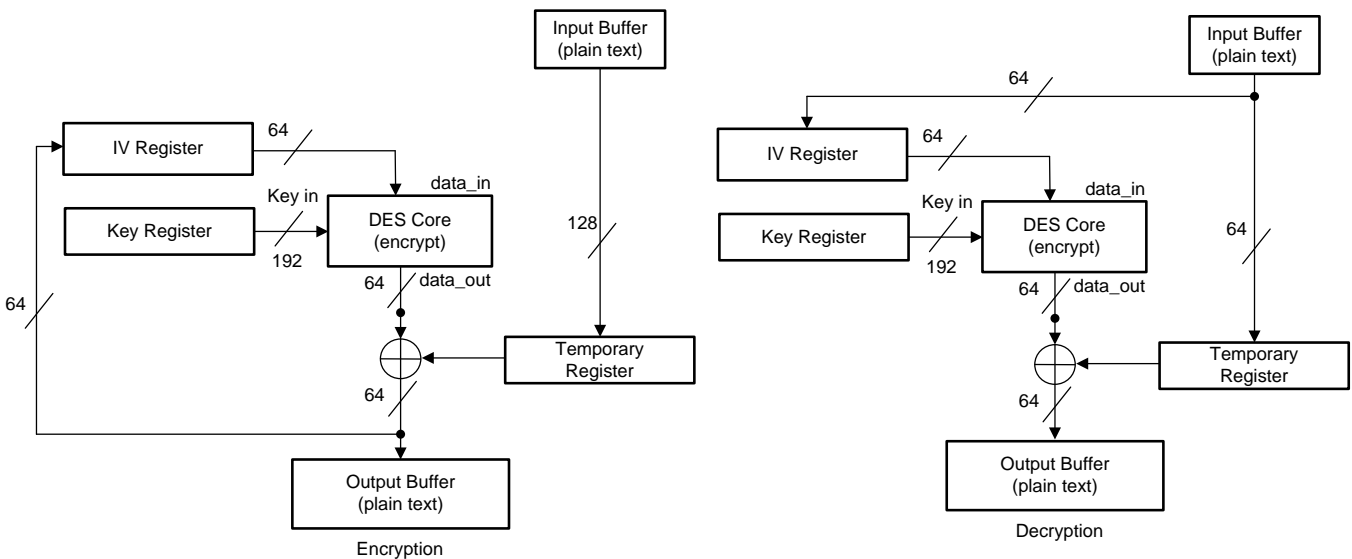 Input Buffer
(plain text)
64
IV Register
Key in
data_in
Key Register
DES Core
(encrypt)
128
192
64
data_out
64
Temporary
Register
64
Output Buffer
(plain text)
Encryption
Input Buffer
(plain text)
64
64
IV Register
Key in
data_in
Key Register
DES Core
(encrypt)
64
192
64
data_out
Temporary
Register
64
Output Buffer
(plain text)
Decryption